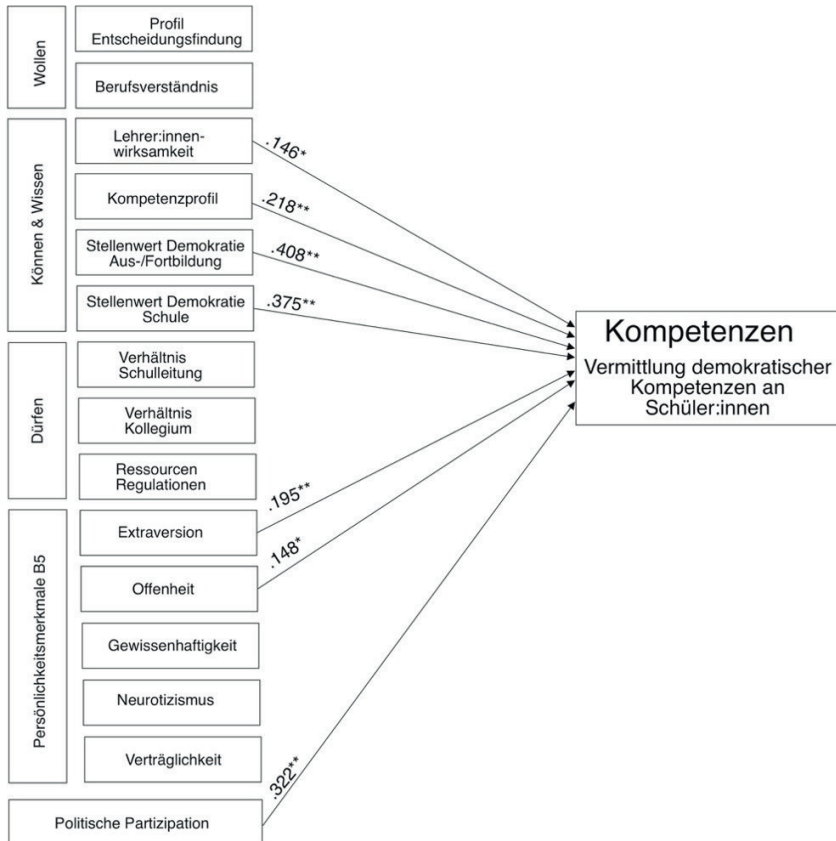 Wollen
Profil
Entscheidungsfindung
Berufsverständnis
Können & Wissen
Lehrer:innen-
wirksamkeit
.146*
Kompetenzprofil
.218**
Stellenwert Demokratie
Aus-/Fortbildung
.408**
Stellenwert Demokratie
Schule
.375**
Kompetenzen
Vermittlung demokratischer
Kompetenzen an
Schüler:innen
Dürfen
Verhältnis
Schulleitung
Verhältnis
Kollegium
Ressourcen
Regulationen
Persönlichkeitsmerkmale B5
Extraversion
.195**
Offenheit
.148*
Gewissenhaftigkeit
Neurotizismus
Verträglichkeit
Politische Partizipation
.322**